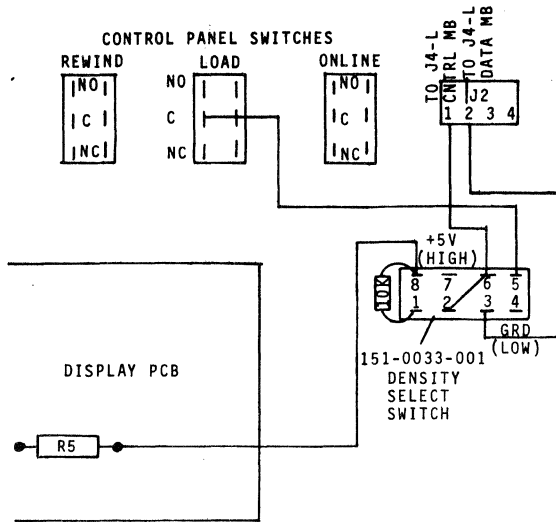 CONTROL PANEL SWITCHES
REWIND
LOAD
ONLINE
NO
C
NC
NO
C
NC
NO
C
NC
TO J4-L
CNTRL MB
TO J4-L
DATA MB
J2
1 2 3 4
+5V
(HIGH)
8 7 6 5
1 2 3 4
10K
GRD
(LOW)
151-0033-001
DENSITY
SELECT
SWITCH
DISPLAY PCB
R5